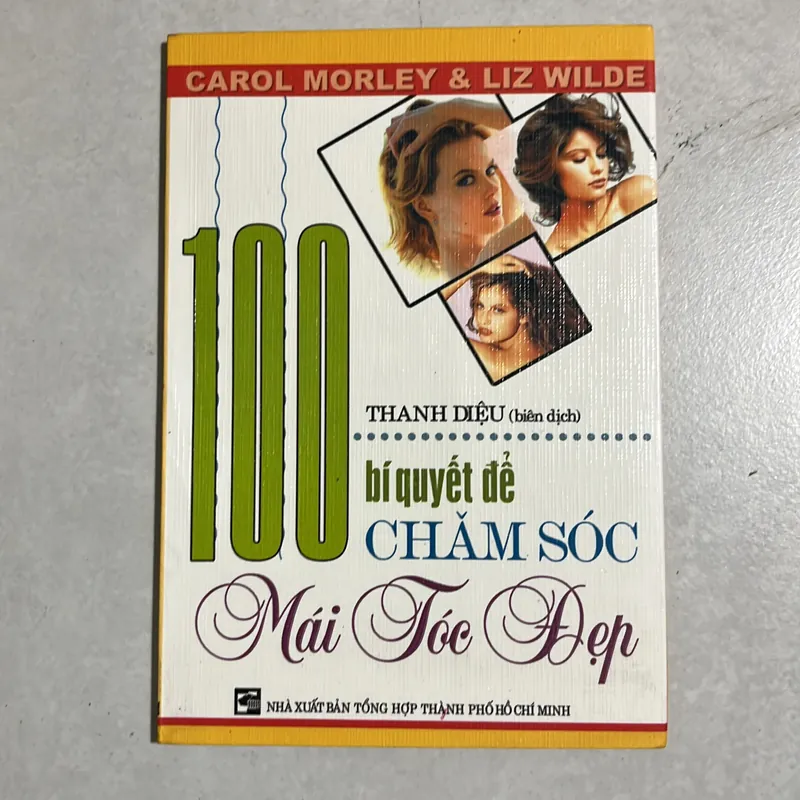 CAROL MORLEY & LIZ WILDE
100
THANH DIỆU (biên dịch)
bí quyết để
CHĂM SÓC
Mái Tóc Đẹp
NHÀ XUẤT BẢN TỔNG HỢP THÀNH PHỐ HỒ CHÍ MINH